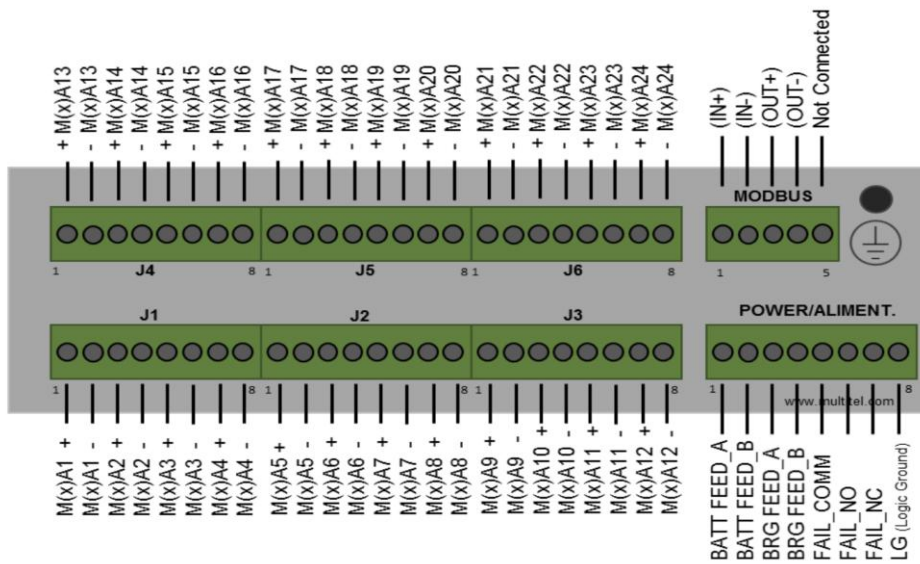 + M(x)A13
- M(x)A13
+ M(x)A14
- M(x)A14
+ M(x)A15
- M(x)A15
+ M(x)A16
- M(x)A16
+ M(x)A17
- M(x)A17
+ M(x)A18
- M(x)A18
+ M(x)A19
- M(x)A19
+ M(x)A20
- M(x)A20
+ M(x)A21
- M(x)A21
+ M(x)A22
- M(x)A22
+ M(x)A23
- M(x)A23
+ M(x)A24
- M(x)A24
(IN+)
(IN-)
(OUT+)
(OUT-)
Not Connected
MODBUS
1 J4 8
1 J5 8
1 J6 8
1 5
J1
J2
J3
POWER/ALIMENT.
1 8
1 8
1 8
1 8
www.multitel.com
M(x)A1 +
M(x)A1 -
M(x)A2 +
M(x)A2 -
M(x)A3 +
M(x)A3 -
M(x)A4 +
M(x)A4 -
M(x)A5 +
M(x)A5 -
M(x)A6 +
M(x)A6 -
M(x)A7 +
M(x)A7 -
M(x)A8 +
M(x)A8 -
M(x)A9 +
M(x)A9 -
M(x)A10 +
M(x)A10 -
M(x)A11 +
M(x)A11 -
M(x)A12 +
M(x)A12 -
BATT FEED_A
BATT FEED_B
BRG FEED_A
BRG FEED_B
FAIL_COMM
FAIL_NO
FAIL_NC
LG (Logic Ground)